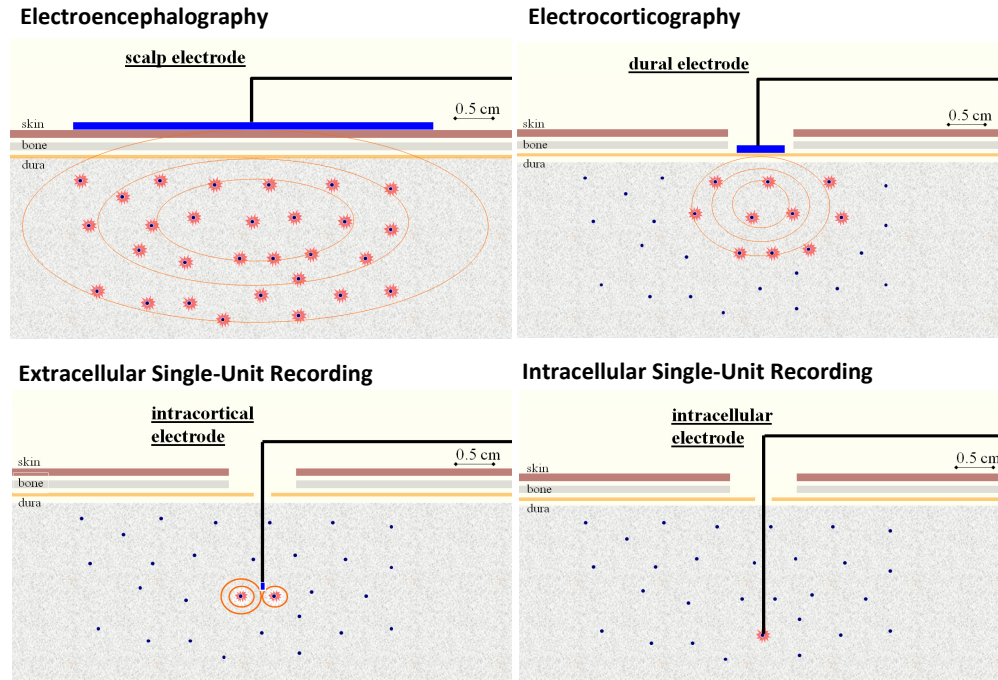 Electroencephalography
scalp electrode
0.5 cm
skin
bone
dura
Electrocorticography
dural electrode
0.5 cm
skin
bone
dura
Extracellular Single-Unit Recording
intracortical
electrode
0.5 cm
skin
bone
dura
Intracellular Single-Unit Recording
intracellular
electrode
0.5 cm
skin
bone
dura